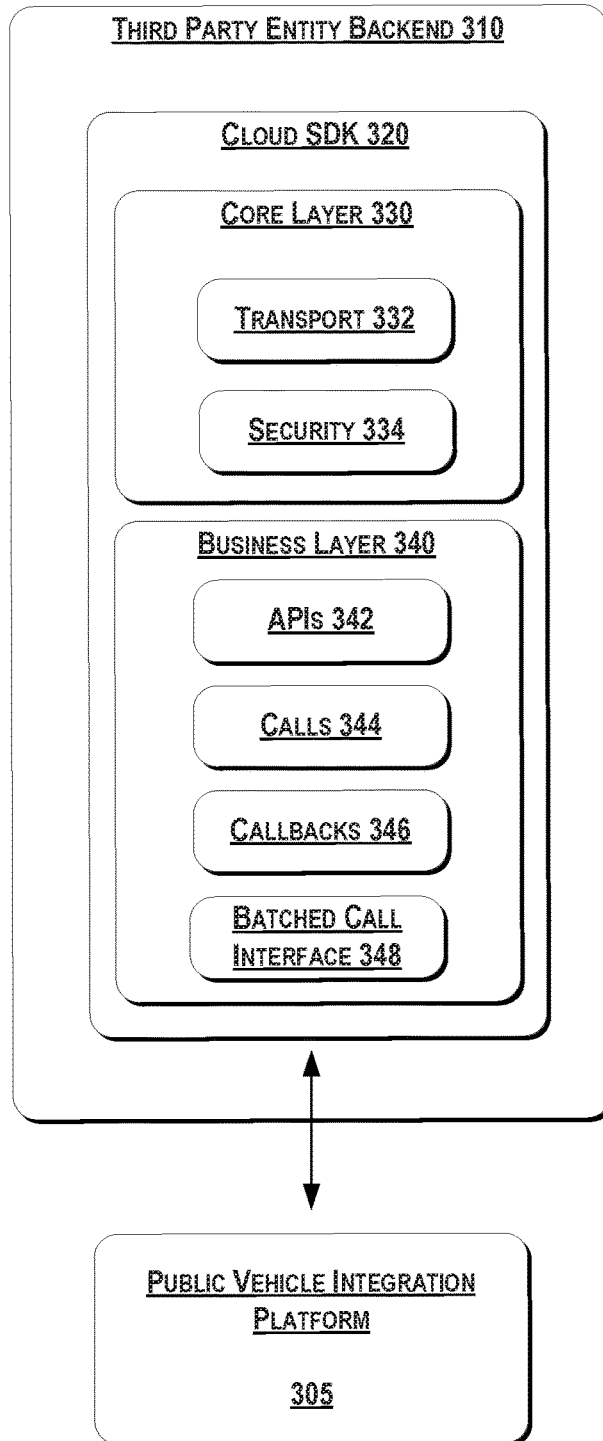 THIRD PARTY ENTITY BACKEND 310
CLOUD SDK 320
CORE LAYER 330
TRANSPORT 332
SECURITY 334
BUSINESS LAYER 340
APIS 342
CALLS 344
CALLBACKS 346
BATCHED CALL
INTERFACE 348
PUBLIC VEHICLE INTEGRATION
PLATFORM
305